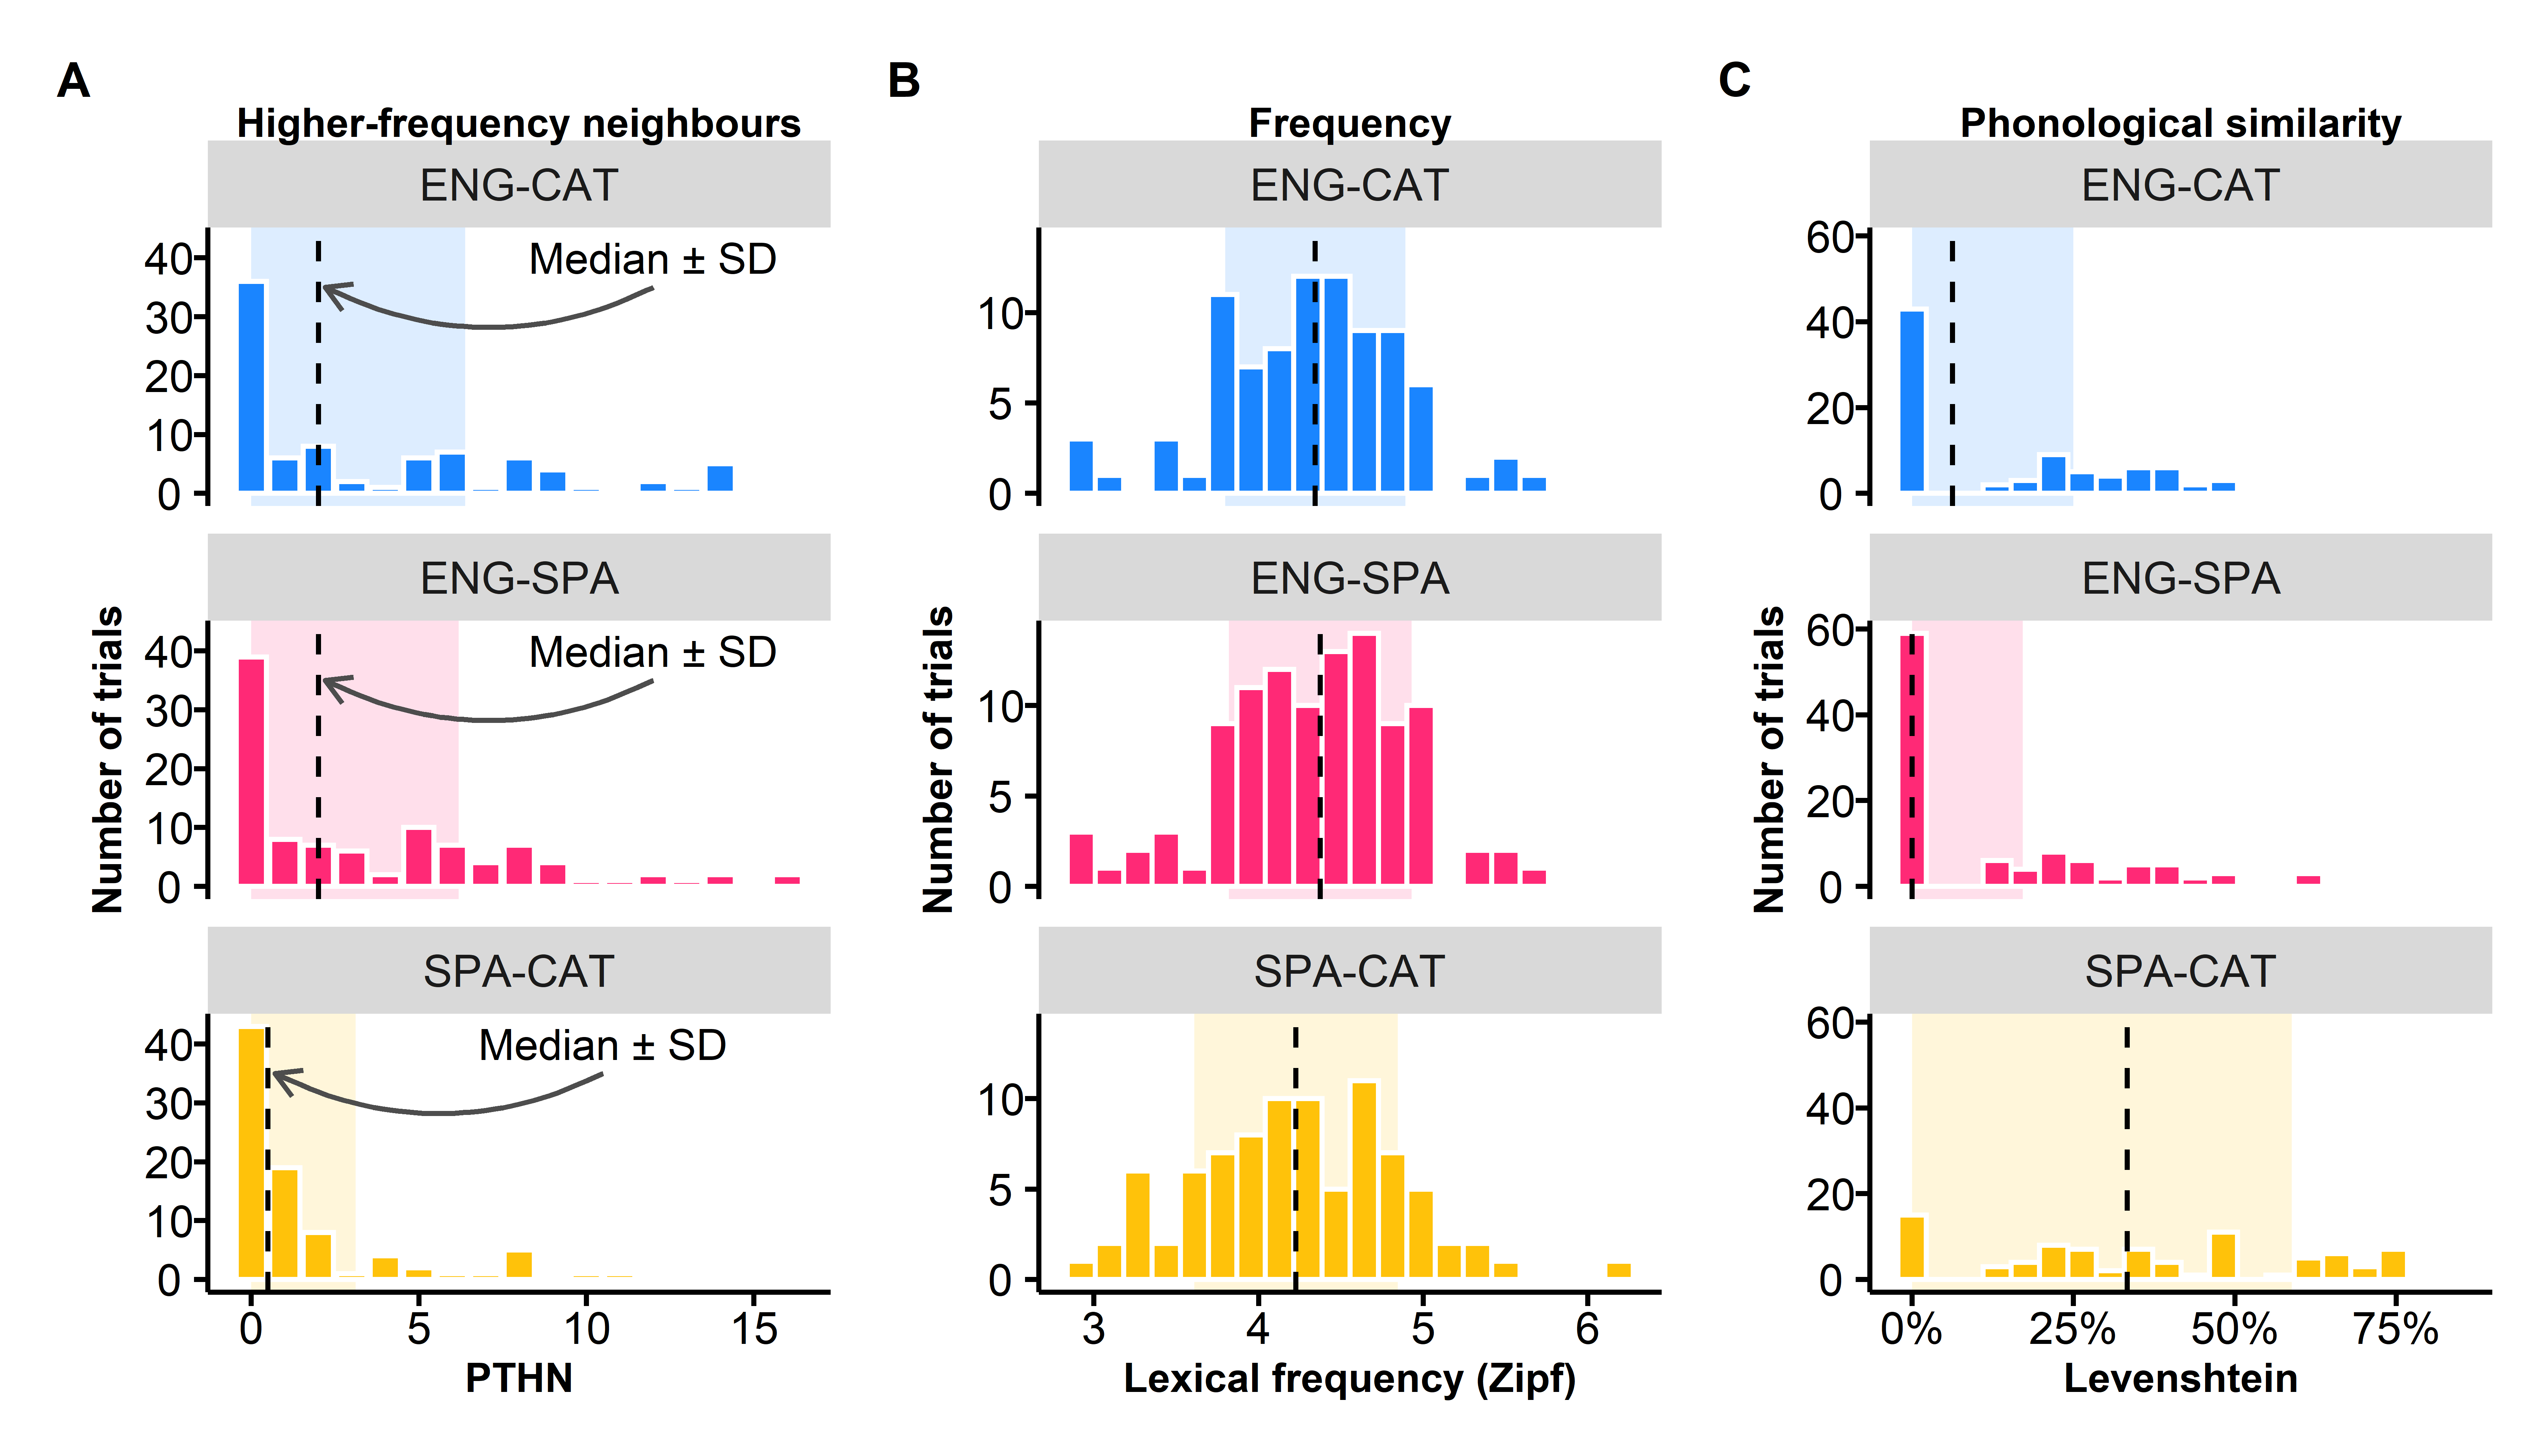 A
Higher-frequency neighbours
ENG-CAT
Median ± SD
40
30
20
10
0
ENG-SPA
Median ± SD
40
30
20
10
0
SPA-CAT
Median ± SD
40
30
20
10
0
Number of trials
0 5 10 15
PTHN
B
Frequency
ENG-CAT
10
5
0
ENG-SPA
10
5
0
SPA-CAT
10
5
0
Number of trials
3 4 5 6
Lexical frequency (Zipf)
C
Phonological similarity
ENG-CAT
60
40
20
0
ENG-SPA
60
40
20
0
SPA-CAT
60
40
20
0
Number of trials
0% 25% 50% 75%
Levenshtein